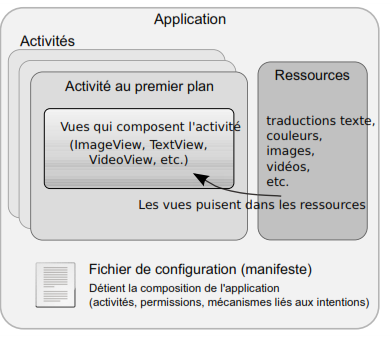 Application
Activités
Activité au premier plan
Vues qui composent l'activité
(ImageView, TextView,
VideoView, etc.)
Ressources
traductions texte,
couleurs,
images,
vidéos,
etc.
Les vues puisent dans les ressources
Fichier de configuration (manifeste)
Détient la composition de l'application
(activités, permissions, mécanismes liés aux intentions)